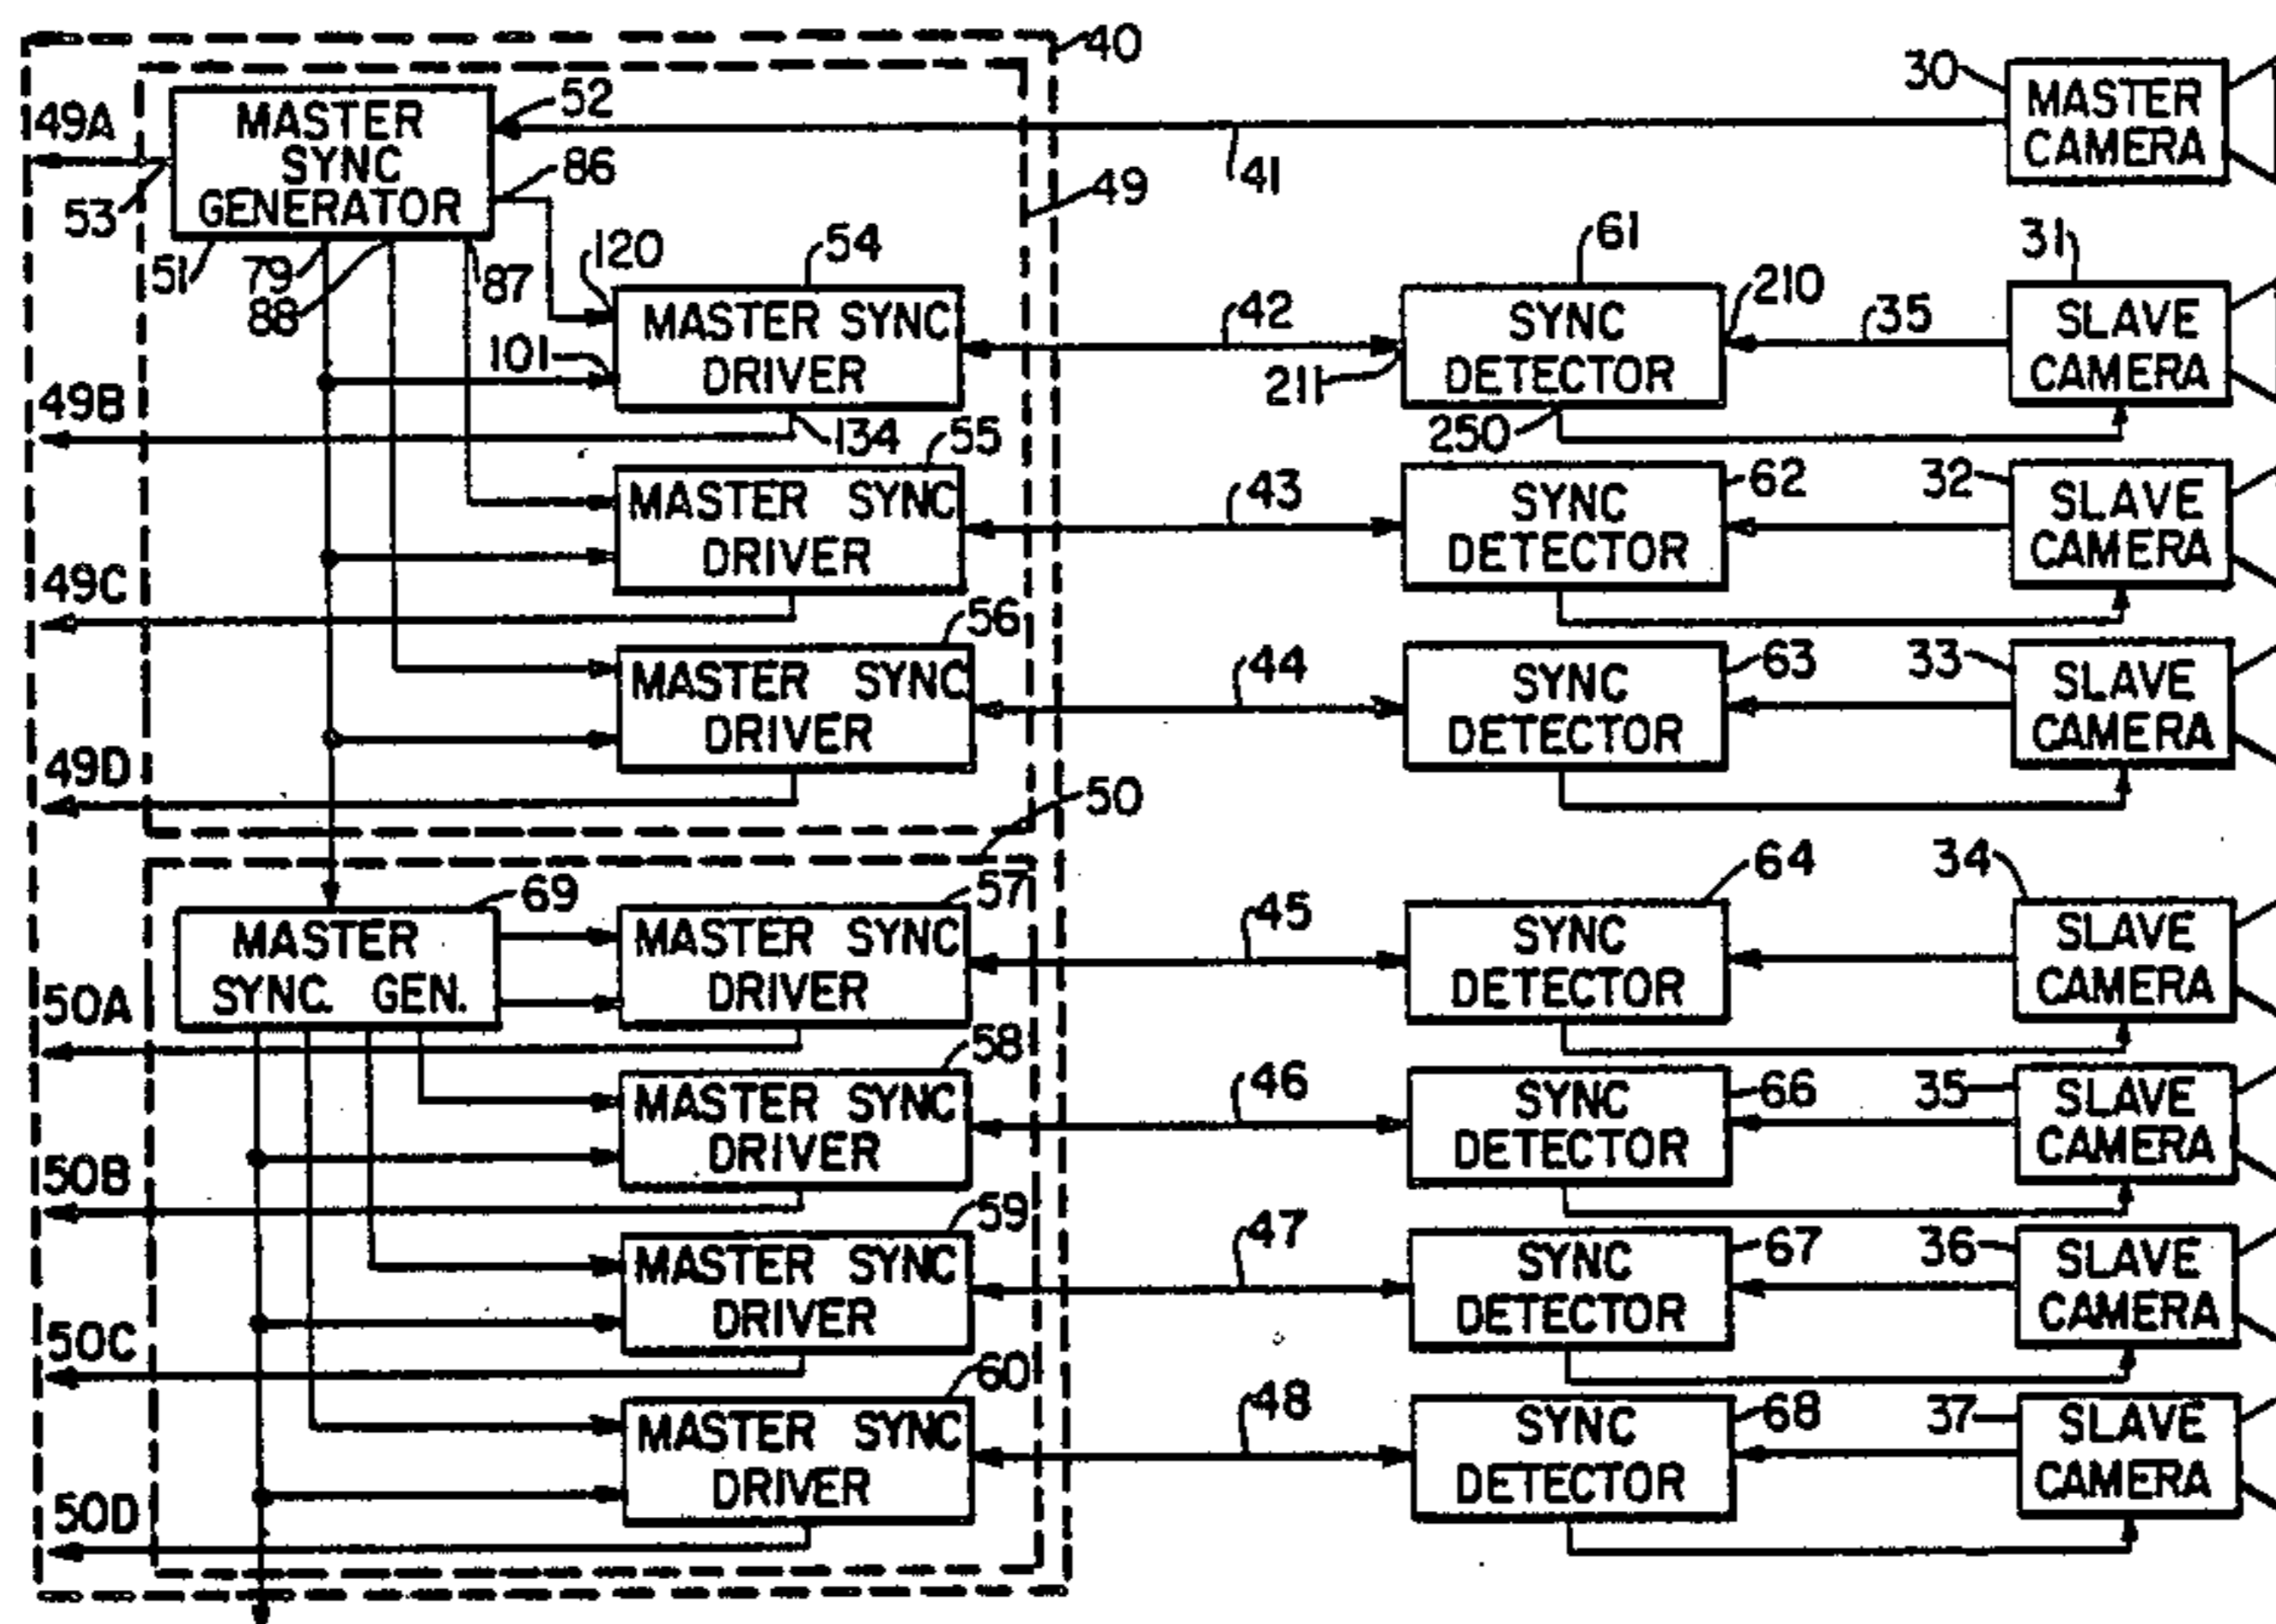 40
30
MASTER
CAMERA
49A
MASTER
SYNC
GENERATOR
52
86
41
49
53
51
79
88
87
120
54
61
31
101
MASTER SYNC
DRIVER
42
211
SYNC
DETECTOR
210
35
SLAVE
CAMERA
49B
134
250
55
MASTER SYNC
DRIVER
43
SYNC
DETECTOR
62
32
SLAVE
CAMERA
49C
56
MASTER SYNC
DRIVER
44
SYNC
DETECTOR
63
33
SLAVE
CAMERA
49D
50
69
MASTER
SYNC. GEN.
57
MASTER SYNC
DRIVER
45
64
SYNC
DETECTOR
34
SLAVE
CAMERA
50A
58
MASTER SYNC
DRIVER
46
SYNC
DETECTOR
66
35
SLAVE
CAMERA
50B
59
MASTER SYNC
DRIVER
47
SYNC
DETECTOR
67
36
SLAVE
CAMERA
50C
60
MASTER SYNC
DRIVER
48
SYNC
DETECTOR
68
37
SLAVE
CAMERA
50D